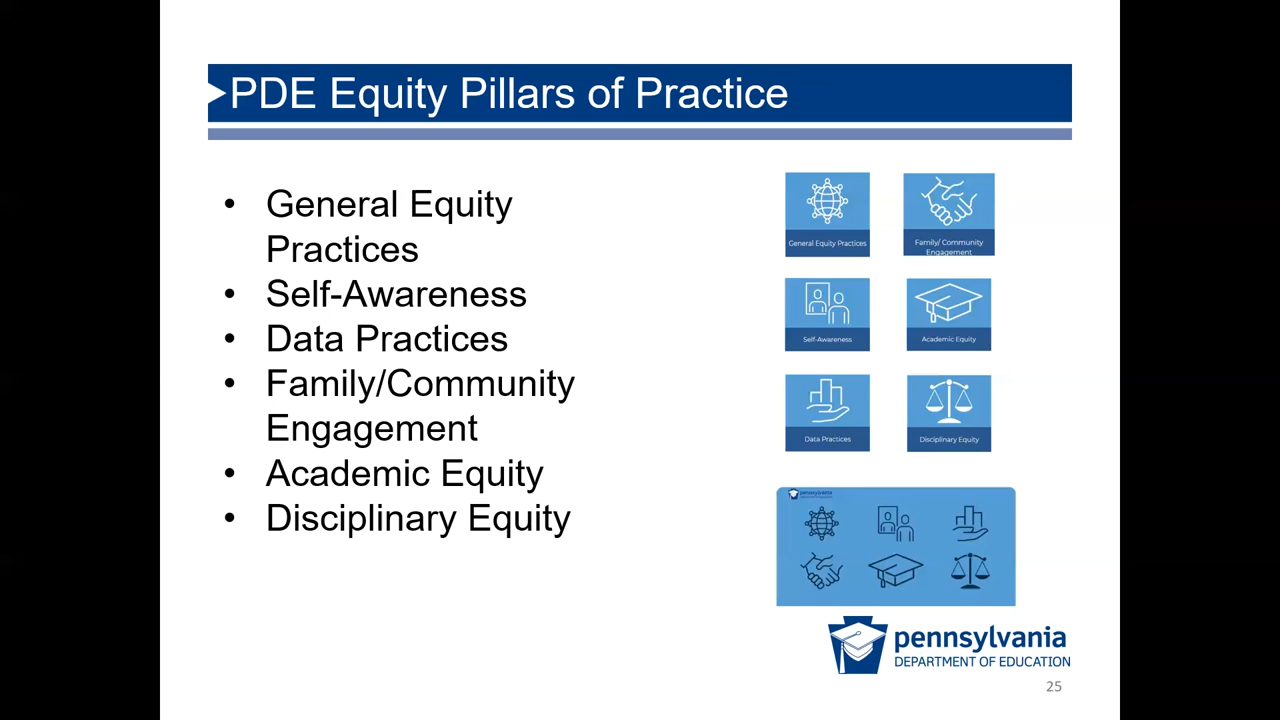 PDE Equity Pillars of Practice
• General Equity
Practices
• Self-Awareness
• Data Practices
• Family/Community
Engagement
• Academic Equity
• Disciplinary Equity
General Equity Practices
Family/ Community
Engagement
Self-Awareness
Academic Equity
Data Practices
Disciplinary Equity
pennsylvania
pennsylvania
DEPARTMENT OF EDUCATION
25